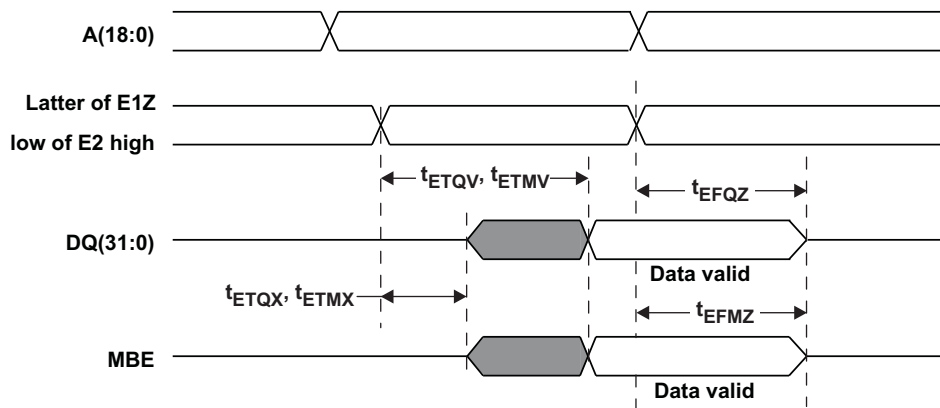 A(18:0)
Latter of E1Z
low of E2 high
tETQV, tETMV
tEFQZ
DQ(31:0)
Data valid
tETQX, tETMX
tEFMZ
MBE
Data valid